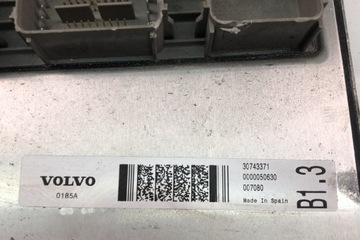 VOLVO
0185A
30743371
0000050630
007080
Made In Spain
B1.3